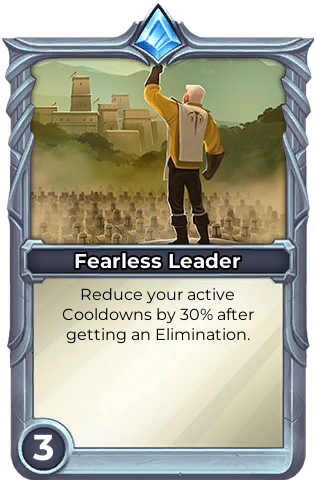 Fearless Leader
Reduce your active
Cooldowns by 30% after
getting an Elimination.
3